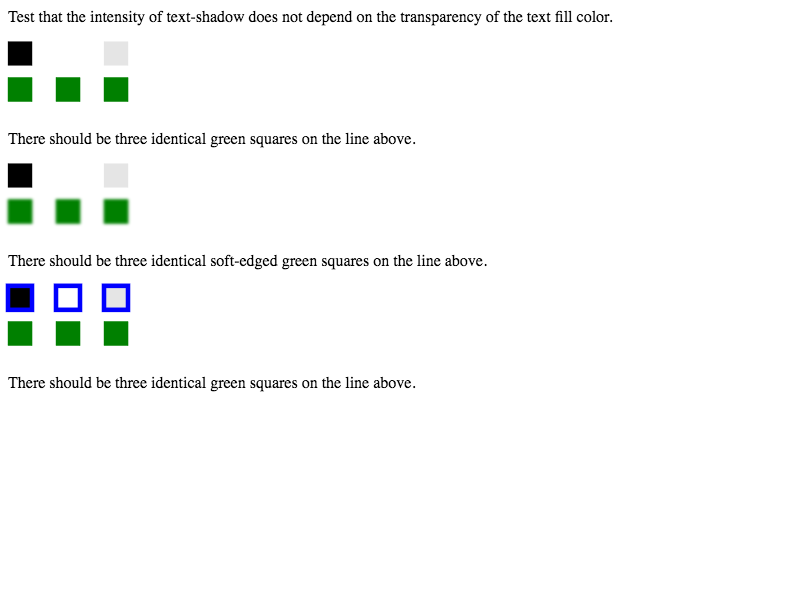 Test that the intensity of text-shadow does not depend on the transparency of the text fill color.
There should be three identical green squares on the line above.
There should be three identical soft-edged green squares on the line above.
There should be three identical green squares on the line above.